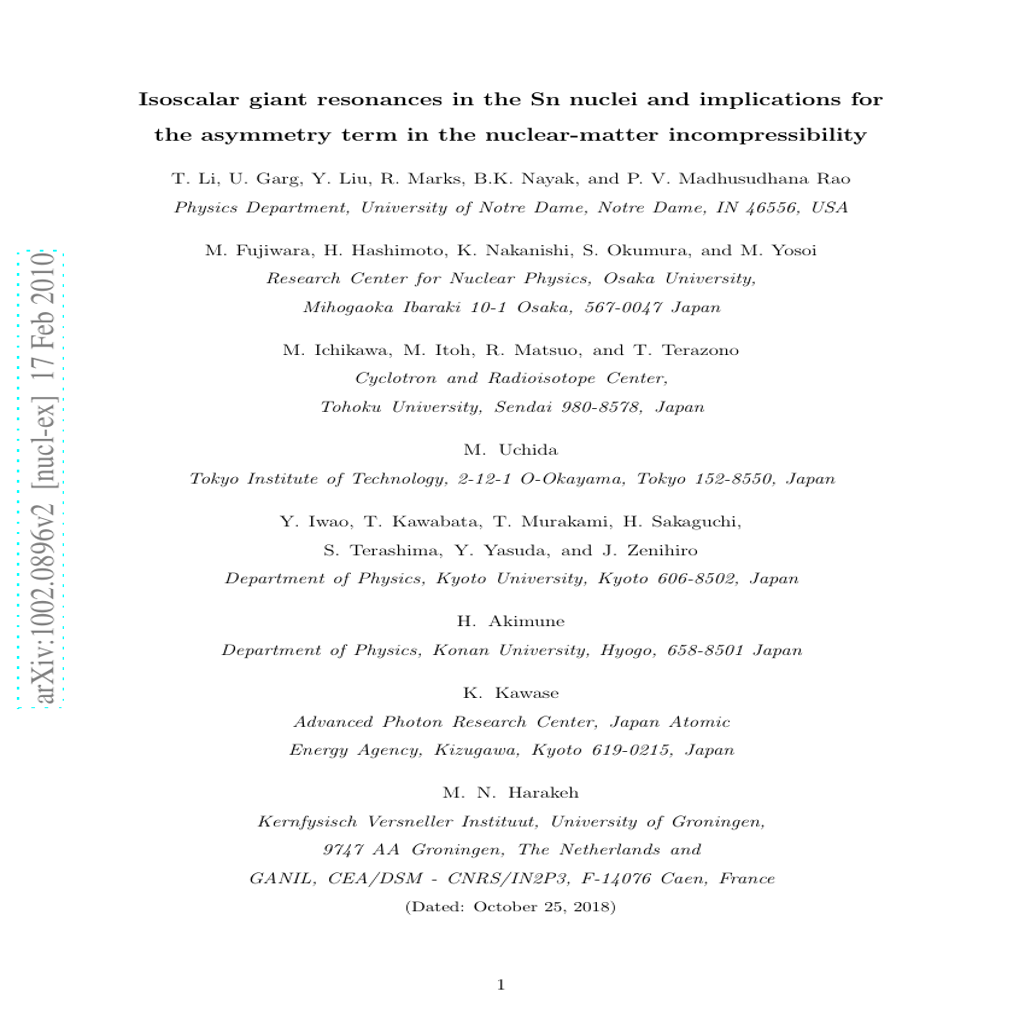 Isoscalar giant resonances in the Sn nuclei and implications for
the asymmetry term in the nuclear-matter incompressibility
T. Li, U. Garg, Y. Liu, R. Marks, B.K. Nayak, and P. V. Madhusudhana Rao
Physics Department, University of Notre Dame, Notre Dame, IN 46556, USA
M. Fujiwara, H. Hashimoto, K. Nakanishi, S. Okumura, and M. Yosoi
Research Center for Nuclear Physics, Osaka University,
Mihogaoka Ibaraki 10-1 Osaka, 567-0047 Japan
M. Ichikawa, M. Itoh, R. Matsuo, and T. Terazono
Cyclotron and Radioisotope Center,
Tohoku University, Sendai 980-8578, Japan
M. Uchida
Tokyo Institute of Technology, 2-12-1 O-Okayama, Tokyo 152-8550, Japan
Y. Iwao, T. Kawabata, T. Murakami, H. Sakaguchi,
S. Terashima, Y. Yasuda, and J. Zenihiro
Department of Physics, Kyoto University, Kyoto 606-8502, Japan
H. Akimune
Department of Physics, Konan University, Hyogo, 658-8501 Japan
K. Kawase
Advanced Photon Research Center, Japan Atomic
Energy Agency, Kizugawa, Kyoto 619-0215, Japan
M. N. Harakeh
Kernfysisch Versneller Instituut, University of Groningen,
9747 AA Groningen, The Netherlands and
GANIL, CEA/DSM - CNRS/IN2P3, F-14076 Caen, France
(Dated: October 25, 2018)
1
arXiv:1002.0896v2 [nucl-ex] 17 Feb 2010